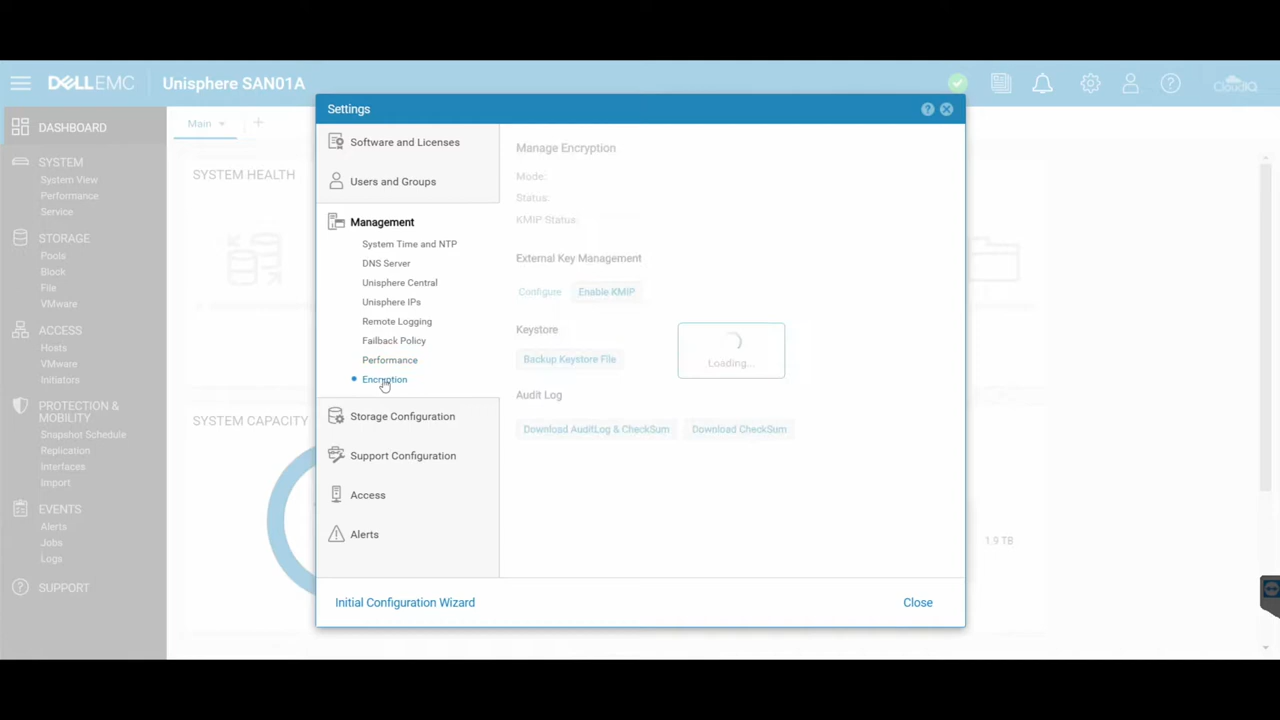 DELLEMC
Unisphere SAN01A
CloudIQ
DASHBOARD
SYSTEM
System View
Performance
Service
STORAGE
Pools
Block
File
VMware
ACCESS
Hosts
VMware
Initiators
PROTECTION &
MOBILITY
Snapshot Schedule
Replication
Interfaces
Import
EVENTS
Alerts
Jobs
Logs
SUPPORT
Main
SYSTEM HEALTH
SYSTEM CAPACITY
1.9 TB
Settings
Software and Licenses
Users and Groups
Management
System Time and NTP
DNS Server
Unisphere Central
Unisphere IPs
Remote Logging
Failback Policy
Performance
Encryption
Storage Configuration
Support Configuration
Access
Alerts
Manage Encryption
Mode:
Status:
KMIP Status:
External Key Management
Configure Enable KMIP
Keystore
Backup Keystore File
Loading...
Audit Log
Download AuditLog & CheckSum Download CheckSum
Initial Configuration Wizard
Close